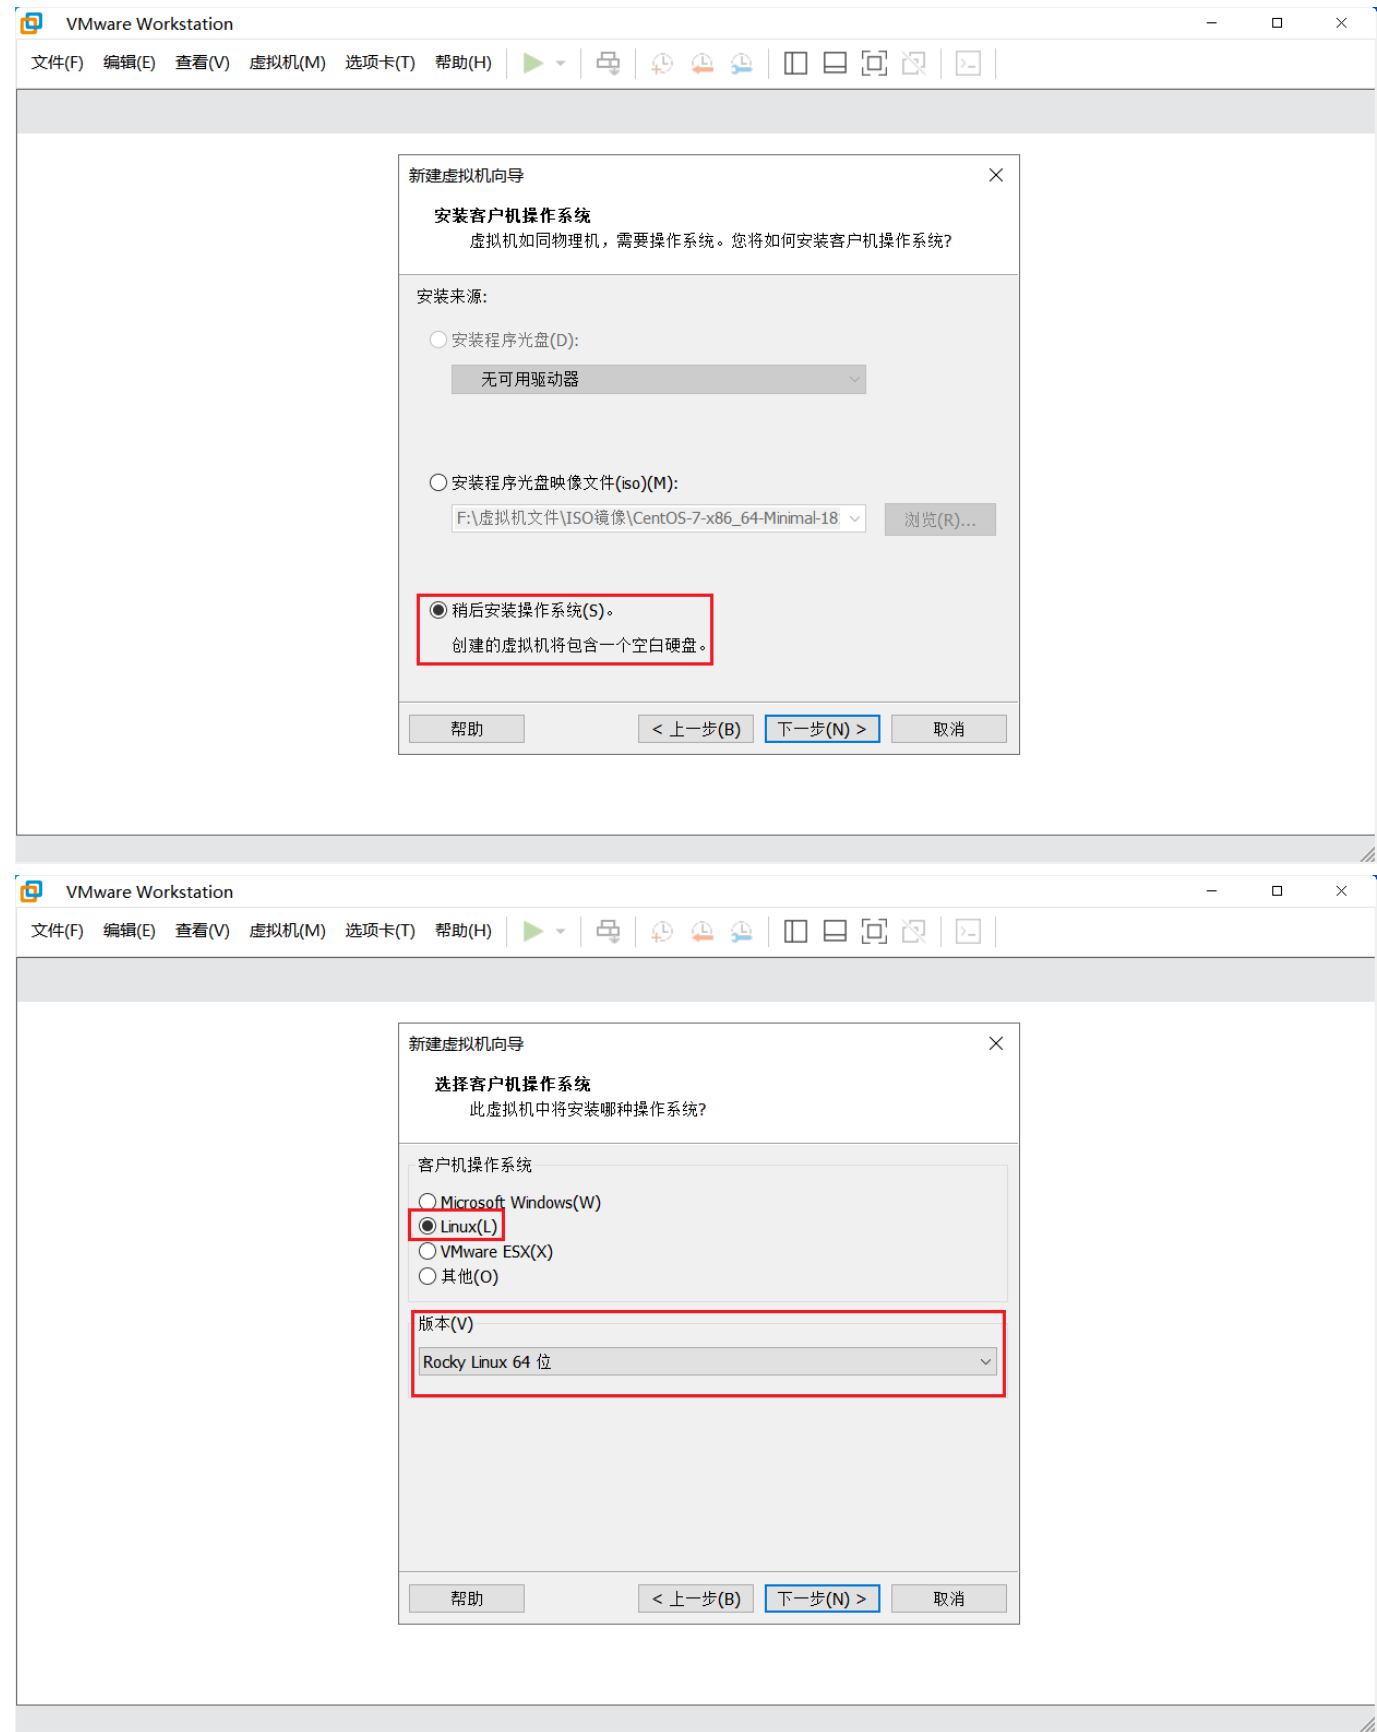 VMware Workstation
文件(F) 编辑(E) 查看(V) 虚拟机(M) 选项卡(T) 帮助(H)
新建虚拟机向导
安装客户机操作系统
虚拟机如同物理机，需要操作系统。您将如何安装客户机操作系统?
安装来源:
安装程序光盘(D):
无可用驱动器
安装程序光盘映像文件(iso)(M):
F:\虚拟机文件\ISO镜像\CentOS-7-x86_64-Minimal-18
浏览(R)...
稍后安装操作系统(S)。
创建的虚拟机将包含一个空白硬盘。
帮助 < 上一步(B) 下一步(N) > 取消
VMware Workstation
文件(F) 编辑(E) 查看(V) 虚拟机(M) 选项卡(T) 帮助(H)
新建虚拟机向导
选择客户机操作系统
此虚拟机中将安装哪种操作系统?
客户机操作系统
Microsoft Windows(W)
Linux(L)
VMware ESX(X)
其他(O)
版本(V)
Rocky Linux 64 位
帮助 < 上一步(B) 下一步(N) > 取消